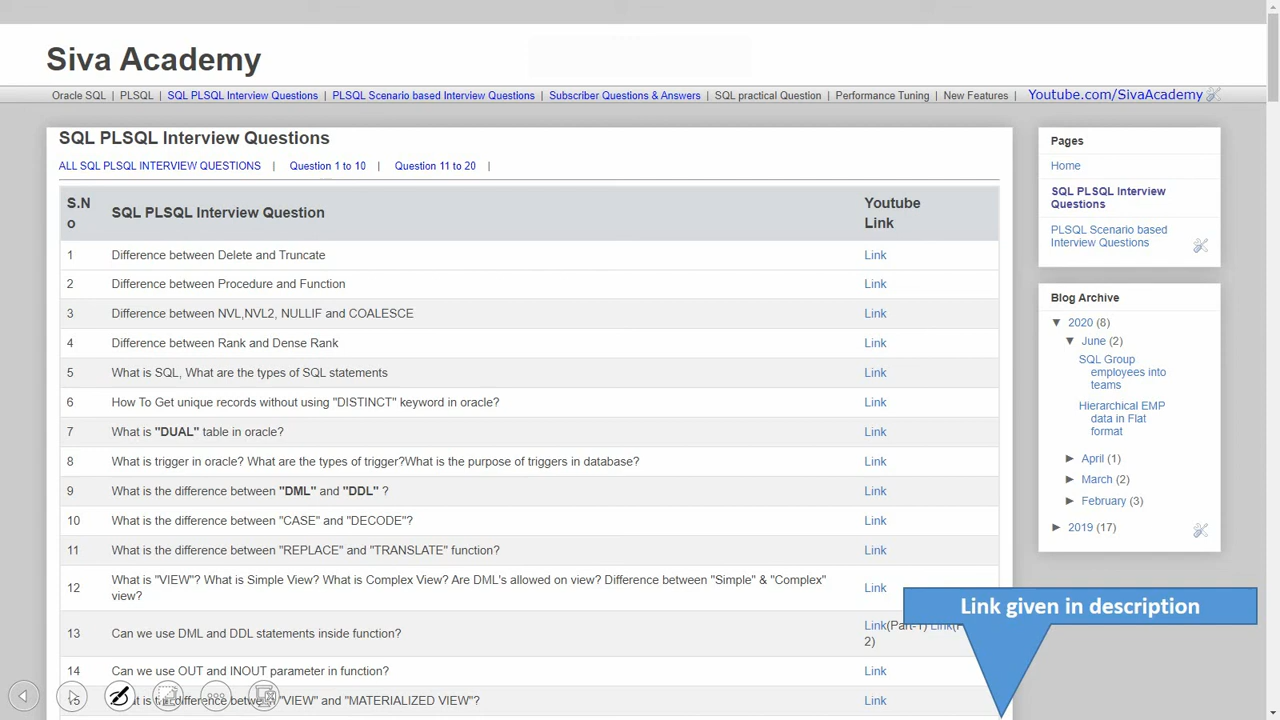 Siva Academy
Oracle SQL | PLSQL | SQL PLSQL Interview Questions | PLSQL Scenario based Interview Questions | Subscriber Questions & Answers | SQL practical Question | Performance Tuning | New Features | Youtube.com/SivaAcademy
SQL PLSQL Interview Questions
ALL SQL PLSQL INTERVIEW QUESTIONS | Question 1 to 10 | Question 11 to 20 |
S.No SQL PLSQL Interview Question Youtube Link
1 Difference between Delete and Truncate Link
2 Difference between Procedure and Function Link
3 Difference between NVL,NVL2, NULLIF and COALESCE Link
4 Difference between Rank and Dense Rank Link
5 What is SQL, What are the types of SQL statements Link
6 How To Get unique records without using "DISTINCT" keyword in oracle? Link
7 What is "DUAL" table in oracle? Link
8 What is trigger in oracle? What are the types of trigger?What is the purpose of triggers in database? Link
9 What is the difference between "DML" and "DDL" ? Link
10 What is the difference between "CASE" and "DECODE"? Link
11 What is the difference between "REPLACE" and "TRANSLATE" function? Link
12 What is "VIEW"? What is Simple View? What is Complex View? Are DML's allowed on view? Difference between "Simple" & "Complex" Link
view?
13 Can we use DML and DDL statements inside function? Link(Part-1) Link
2)
14 Can we use OUT and INOUT parameter in function? Link
difference between "VIEW" and "MATERIALIZED VIEW"? Link
Pages
Home
SQL PLSQL Interview
Questions
PLSQL Scenario based
Interview Questions
Blog Archive
▼ 2020 (8)
▼ June (2)
SQL Group
employees into
teams
Hierarchical EMP
data in Flat
format
► April (1)
► March (2)
► February (3)
► 2019 (17)
Link given in description